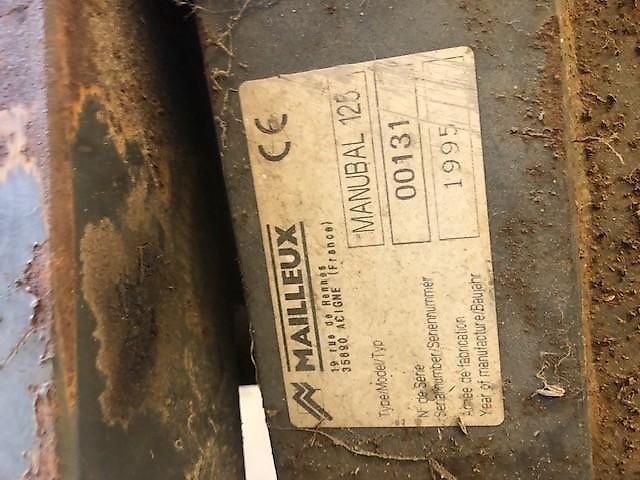 MAILLEUX
CE
19 rue de Rennes
35690 ACIGNE (France)
Type/Model/Typ
MANUBAL 125
N° de Série
Serialnumber/Seriennummer
00131
Année de fabrication
Year of manufacture/Baujahr
1995